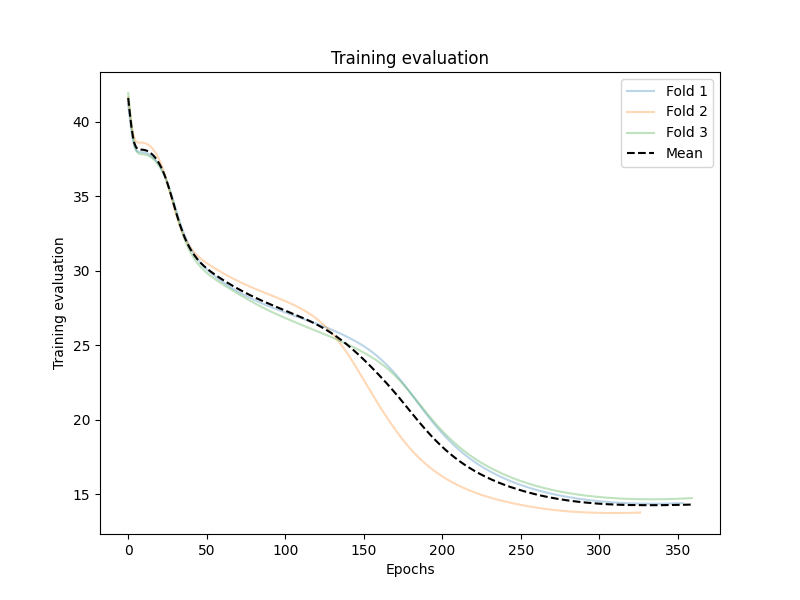 Training evaluation
Fold 1
Fold 2
Fold 3
Mean
Training evaluation
40
35
30
25
20
15
0 50 100 150 200 250 300 350
Epochs